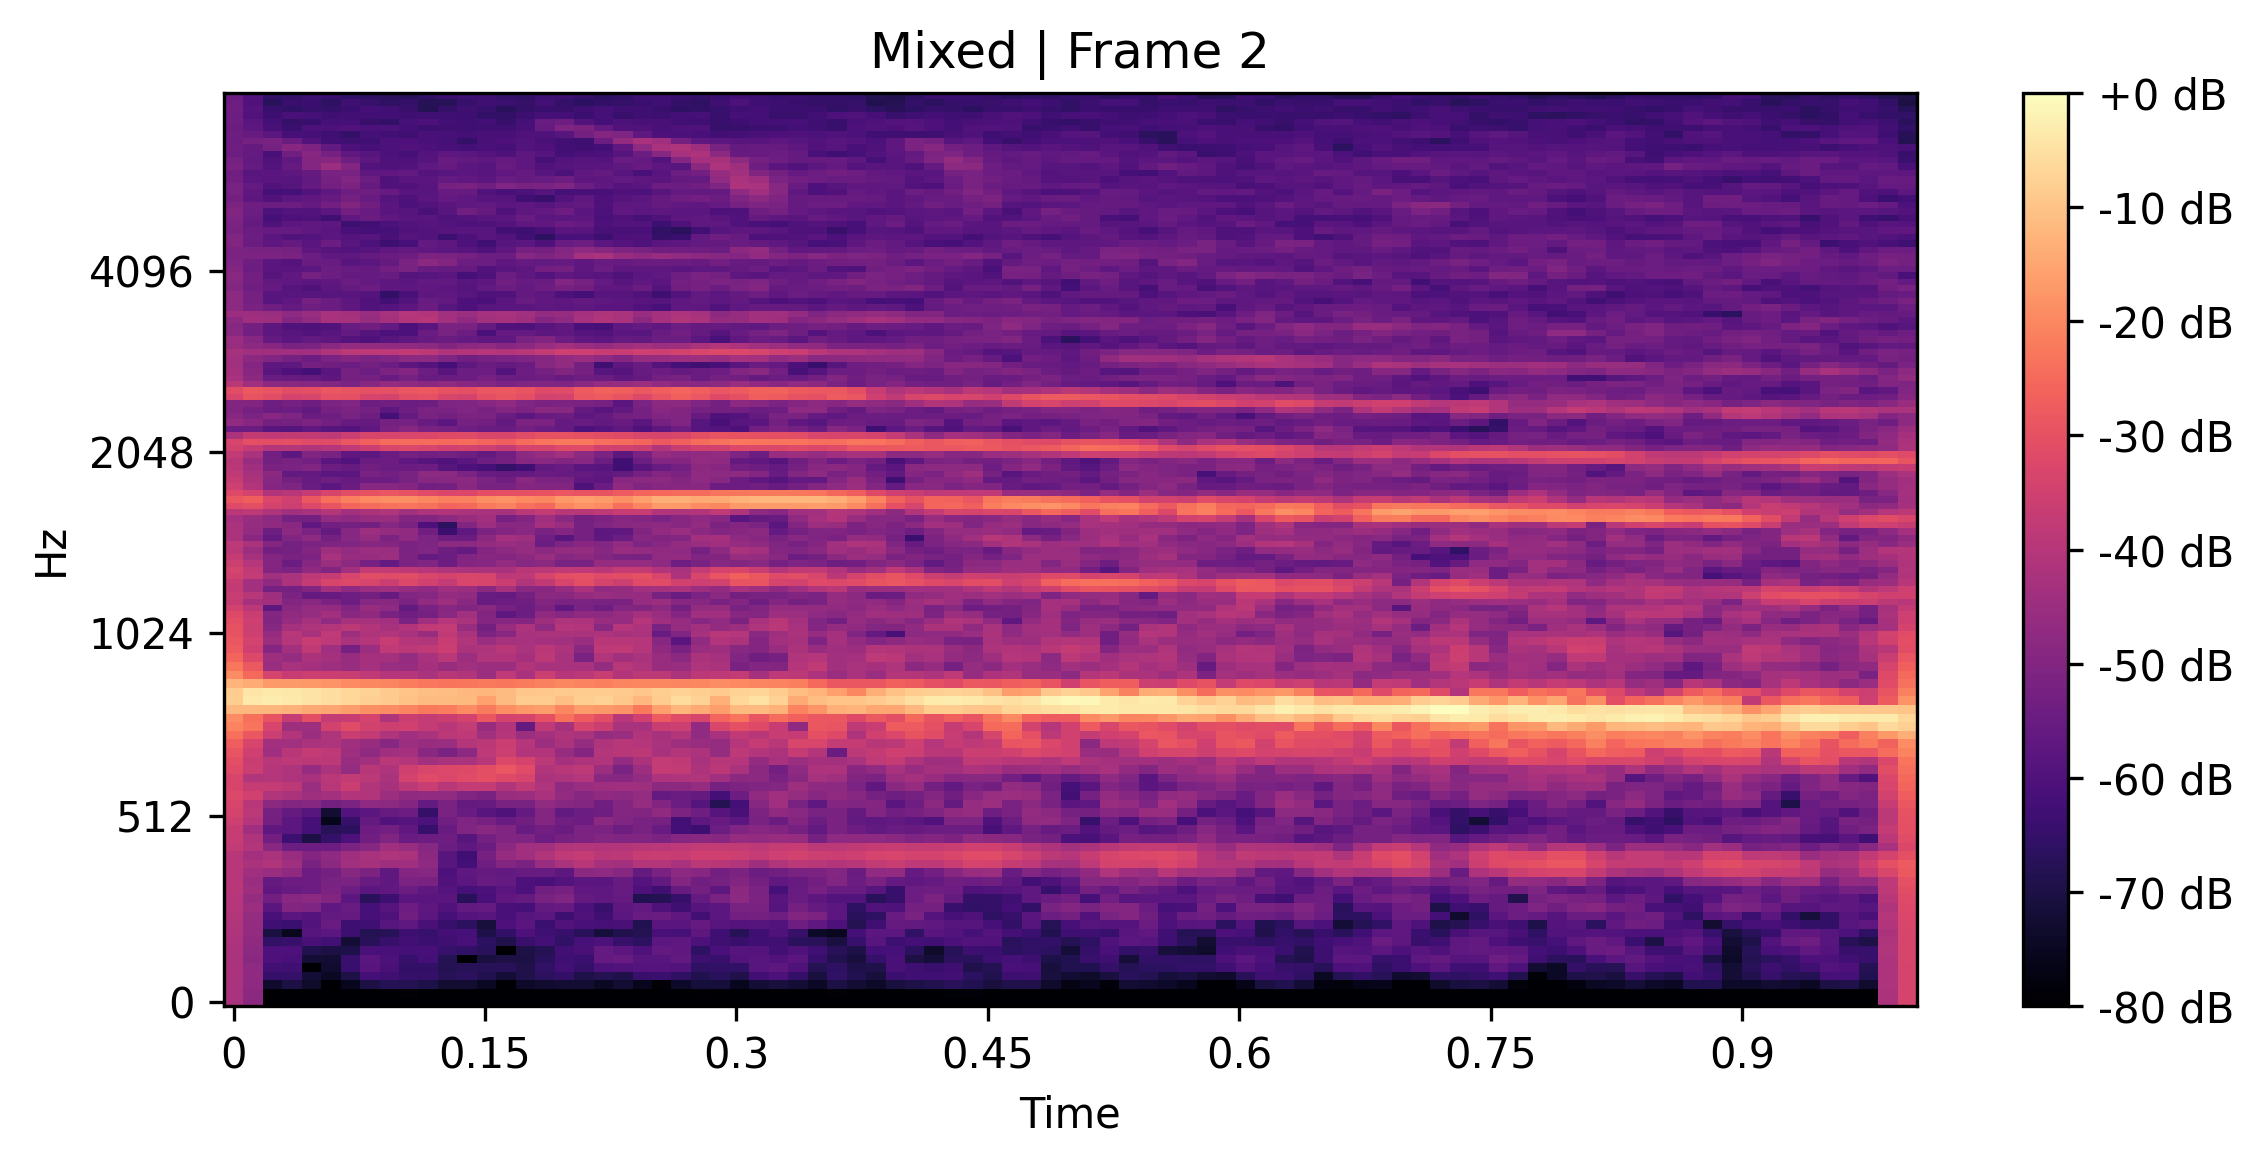 Mixed | Frame 2
+0 dB
-10 dB
-20 dB
-30 dB
-40 dB
-50 dB
-60 dB
-70 dB
-80 dB
Hz
4096
2048
1024
512
0
0 0.15 0.3 0.45 0.6 0.75 0.9
Time